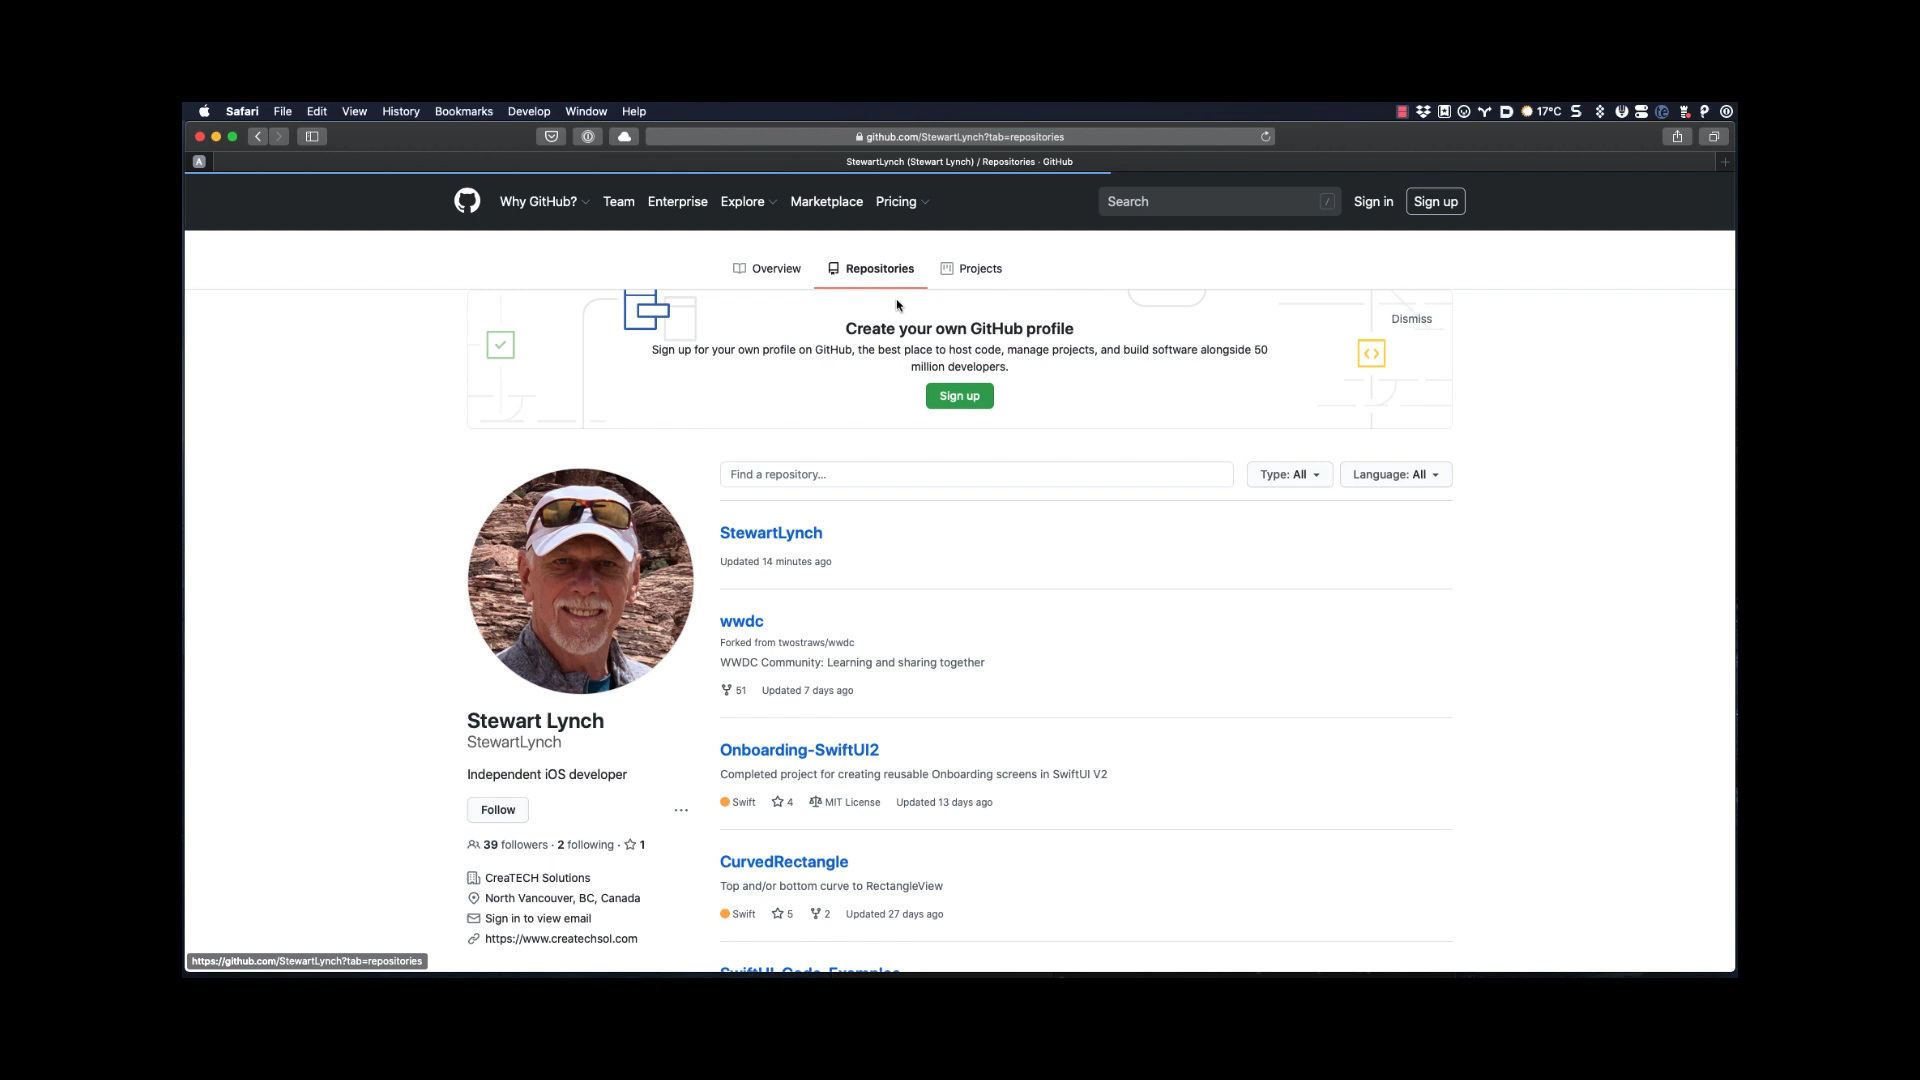 Safari File Edit View History Bookmarks Develop Window Help 17°C
github.com/StewartLynch?tab=repositories
A StewartLynch (Stewart Lynch) / Repositories · GitHub
Why GitHub? Team Enterprise Explore Marketplace Pricing Search / Sign in Sign up
Overview Repositories Projects
Create your own GitHub profile
Dismiss
Sign up for your own profile on GitHub, the best place to host code, manage projects, and build software alongside 50
million developers.
Sign up
Find a repository... Type: All Language: All
StewartLynch
Updated 14 minutes ago
wwdc
Forked from twostraws/wwdc
WWDC Community: Learning and sharing together
51 Updated 7 days ago
Onboarding-SwiftUI2
Completed project for creating reusable Onboarding screens in SwiftUI V2
Swift 4 MIT License Updated 13 days ago
CurvedRectangle
Top and/or bottom curve to RectangleView
Swift 5 2 Updated 27 days ago
SwiftUI-Code-Examples
Stewart Lynch
StewartLynch
Independent iOS developer
Follow ...
39 followers · 2 following · 1
CreaTECH Solutions
North Vancouver, BC, Canada
Sign in to view email
https://www.createchsol.com
https://github.com/StewartLynch?tab=repositories